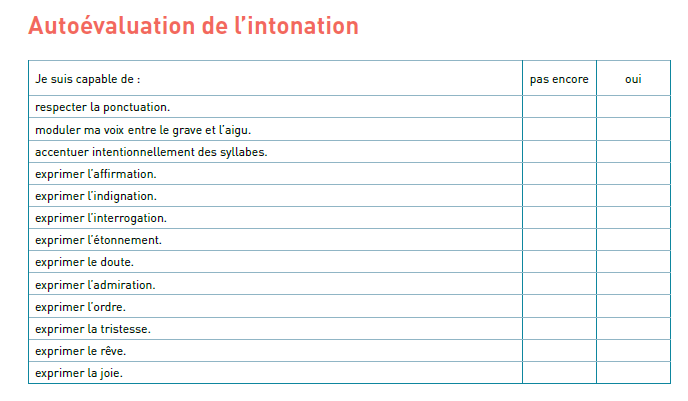 Autoévaluation de l'intonation
Je suis capable de : pas encore oui
respecter la ponctuation.
moduler ma voix entre le grave et l'aigu.
accentuer intentionnellement des syllabes.
exprimer l'affirmation.
exprimer l'indignation.
exprimer l'interrogation.
exprimer l'étonnement.
exprimer le doute.
exprimer l'admiration.
exprimer l'ordre.
exprimer la tristesse.
exprimer le rêve.
exprimer la joie.